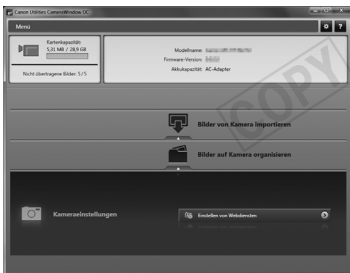 Canon Utilities CameraWindow DC
Menü
?
Kartenkapazität:
5,31 MB / 28,9 GB
Nicht übertragene Bilder: 5/5
Modellname:
Firmware-Version:
Akkukapazität: AC-Adapter
COPY
Bilder von Kamera importieren
Bilder auf Kamera organisieren
Kameraeinstellungen
Erstellen von Webdiensten